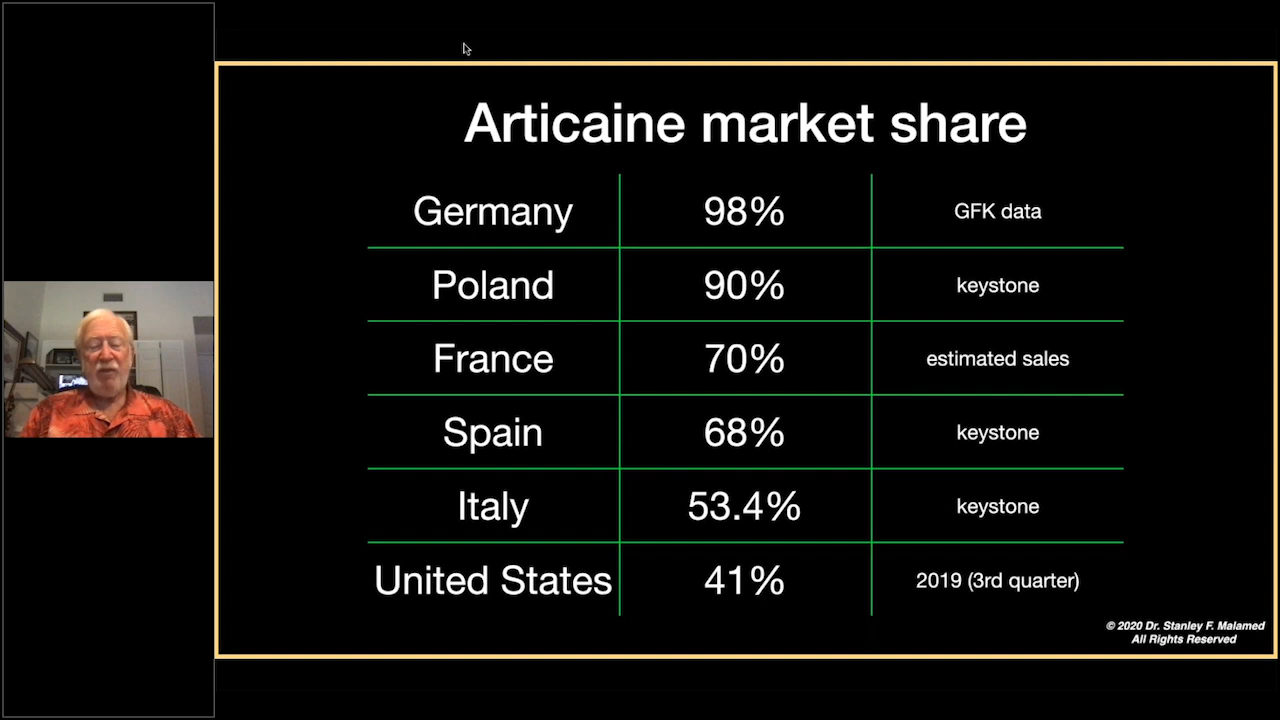 Articaine market share
Germany 98% GFK data
Poland 90% keystone
France 70% estimated sales
Spain 68% keystone
Italy 53.4% keystone
United States 41% 2019 (3rd quarter)
© 2020 Dr. Stanley F. Malamed
All Rights Reserved